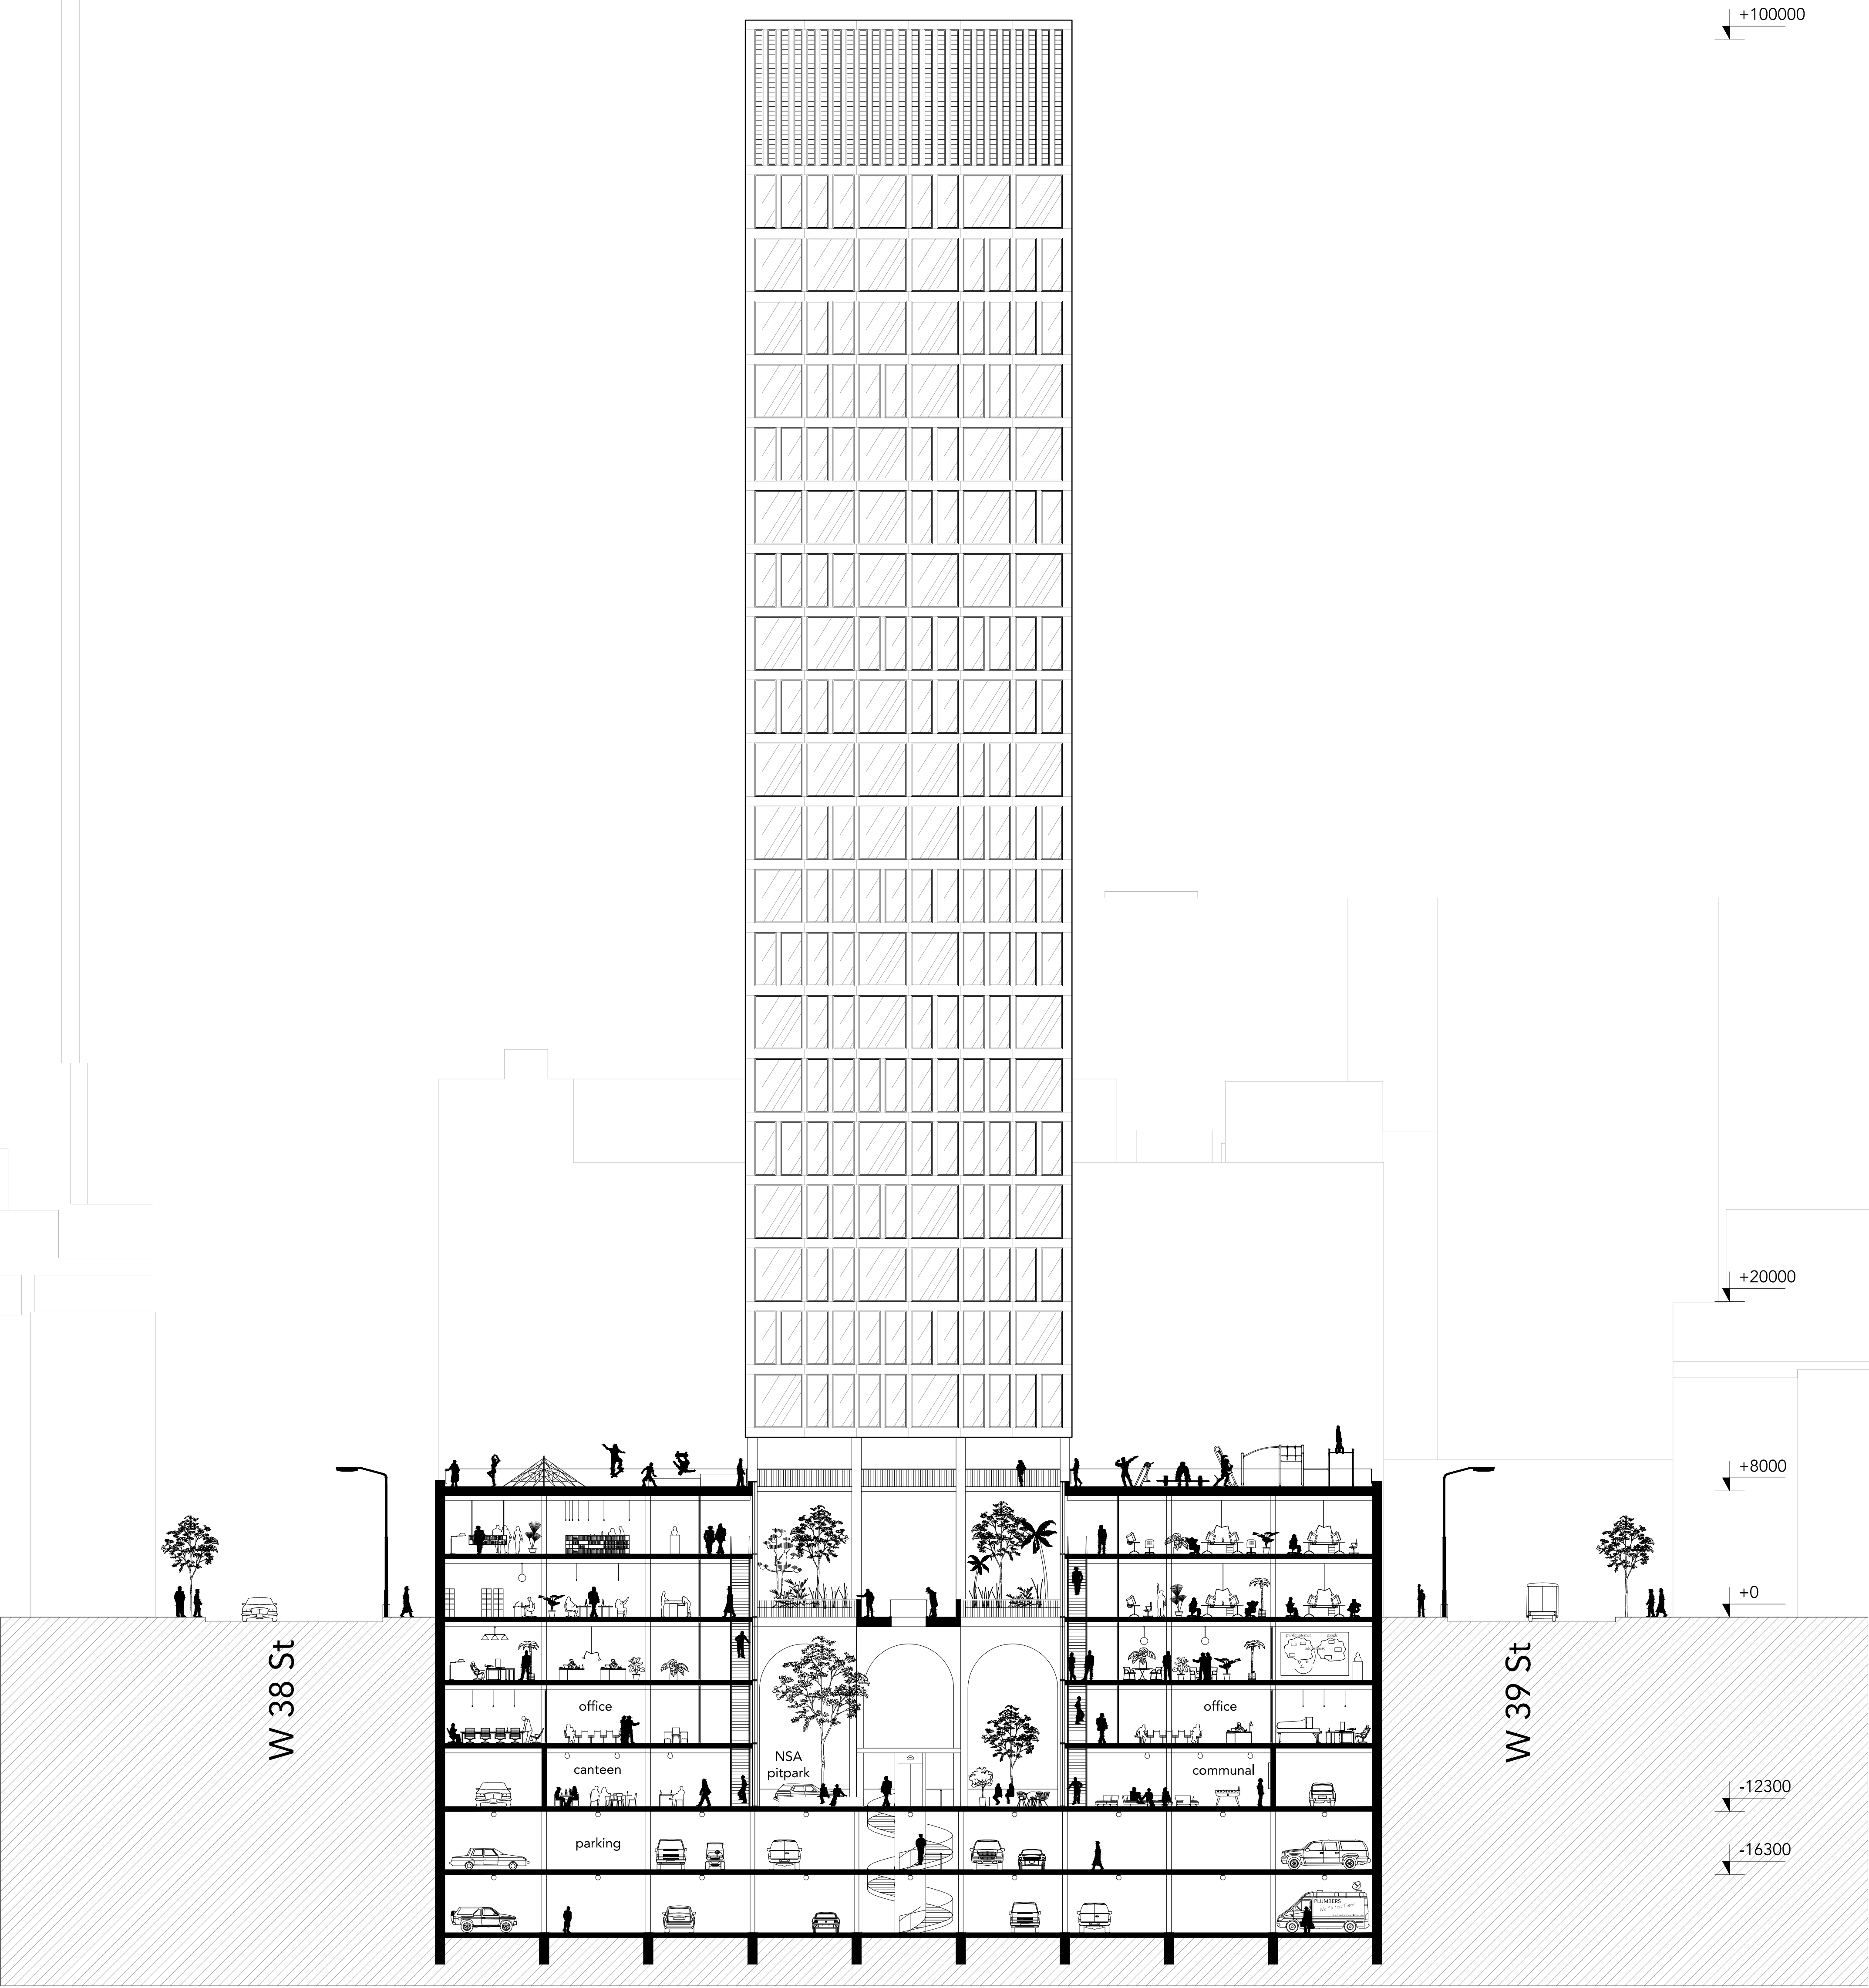 +100000
+20000
+8000
+0
W 38 St
W 39 St
office
office
NSA
pitpark
canteen
communal
-12300
parking
-16300
PLUMBERS